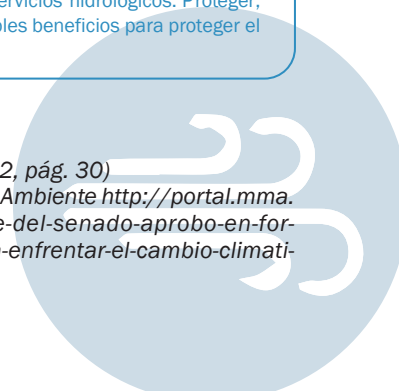 ervicios hidrológicos. Proteger,
bles beneficios para proteger el
2, pág. 30)
Ambiente http://portal.mma.
e-del-senado-aprobo-en-for-
-enfrentar-el-cambio-climati-